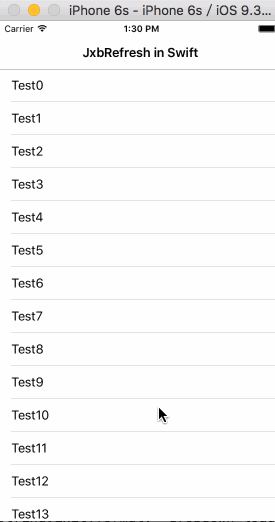 iPhone 6s - iPhone 6s / iOS 9.3...
Carrier 1:30 PM
JxbRefresh in Swift
Test0
Test1
Test2
Test3
Test4
Test5
Test6
Test7
Test8
Test9
Test10
Test11
Test12
Test13